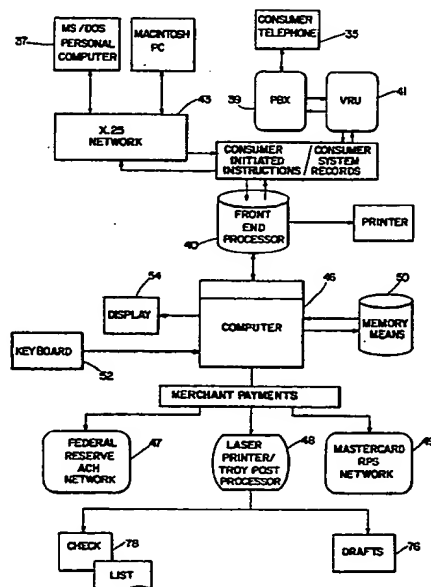 MS/DOS
PERSONAL
COMPUTER
37
MACINTOSH
PC
CONSUMER
TELEPHONE
35
43
X.25
NETWORK
PBX
39
VRU
41
CONSUMER
INITIATED
INSTRUCTIONS
/
CONSUMER
SYSTEM
RECORDS
FRONT
END
PROCESSOR
40
PRINTER
54
DISPLAY
46
COMPUTER
50
MEMORY
MEANS
KEYBOARD
52
MERCHANT PAYMENTS
FEDERAL
RESERVE
ACH
NETWORK
47
LASER
PRINTER/
TROY POST
PROCESSOR
48
MASTERCARD
RPS
NETWORK
CHECK
78
LIST
DRAFTS
76